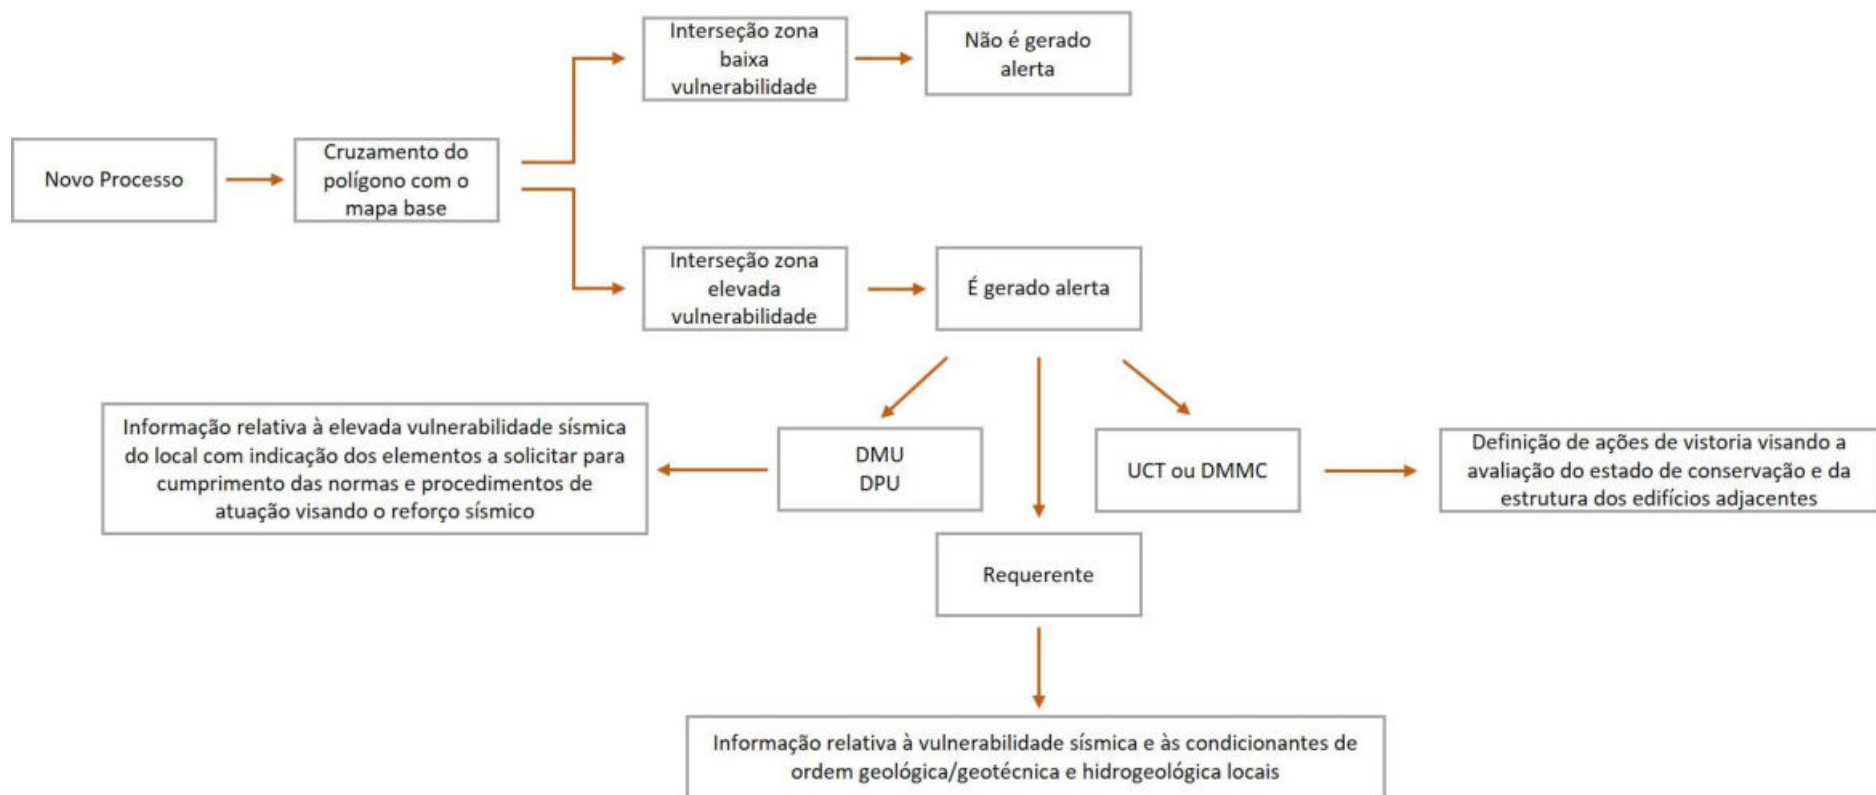 Interseção zona
baixa
vulnerabilidade
Não é gerado
alerta
Novo Processo
Cruzamento do
polígono com o
mapa base
Interseção zona
elevada
vulnerabilidade
É gerado alerta
Informação relativa à elevada vulnerabilidade sísmica
do local com indicação dos elementos a solicitar para
cumprimento das normas e procedimentos de
atuação visando o reforço sísmico
DMU
DPU
UCT ou DMMC
Definição de ações de vistoria visando a
avaliação do estado de conservação e da
estrutura dos edifícios adjacentes
Requerente
Informação relativa à vulnerabilidade sísmica e às condicionantes de
ordem geológica/geotécnica e hidrogeológica locais